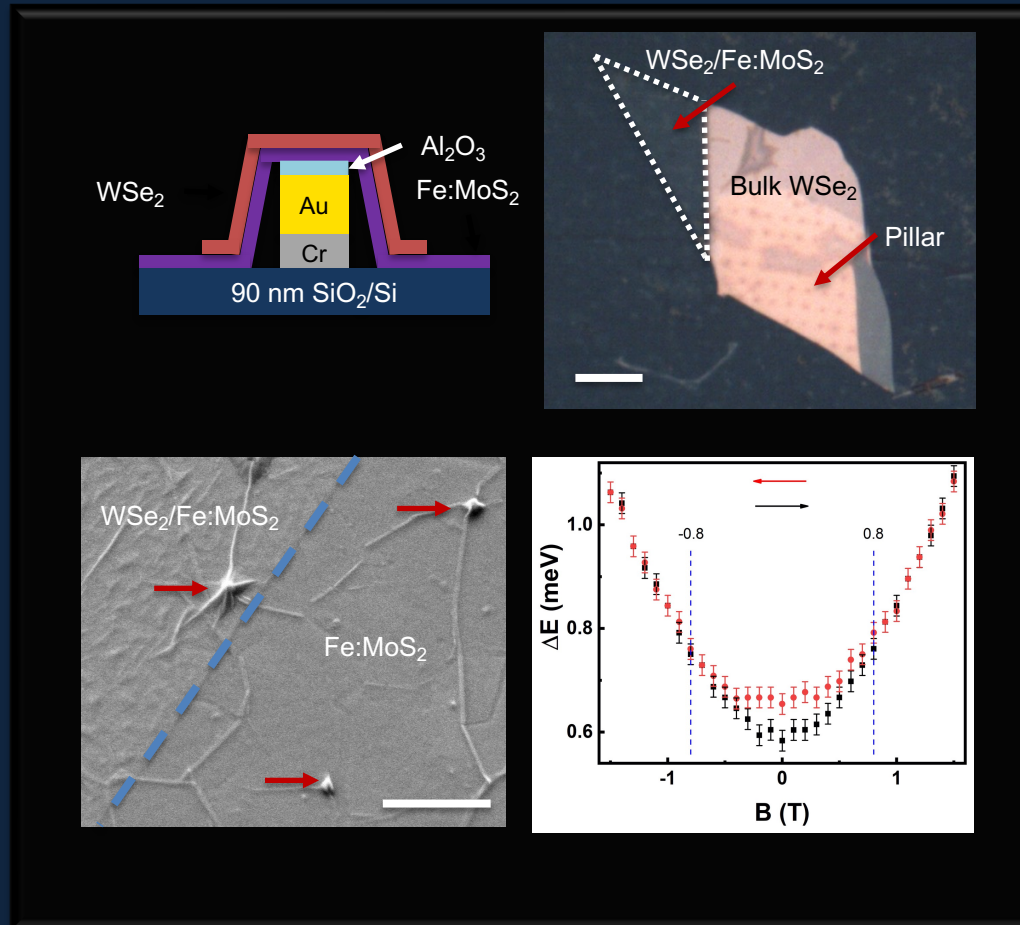 Al₂O₃
WSe₂
Fe:MoS₂
Au
Cr
90 nm SiO₂/Si
WSe₂/Fe:MoS₂
Bulk WSe₂
Pillar
WSe₂/Fe:MoS₂
Fe:MoS₂
-0.8
0.8
1.0
0.8
0.6
ΔE (meV)
-1
0
1
B (T)